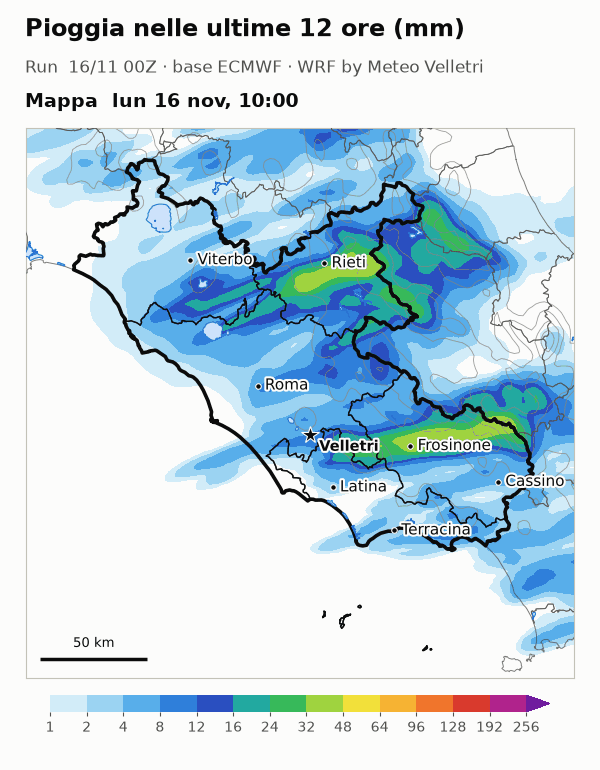 Pioggia nelle ultime 12 ore (mm)
Run  16/11 00Z · base ECMWF · WRF by Meteo Velletri
Mappa  lun 16 nov, 10:00
Viterbo
Rieti
Roma
Velletri
Frosinone
Latina
Cassino
Terracina
50 km
1 2 4 8 12 16 24 32 48 64 96 128 192 256